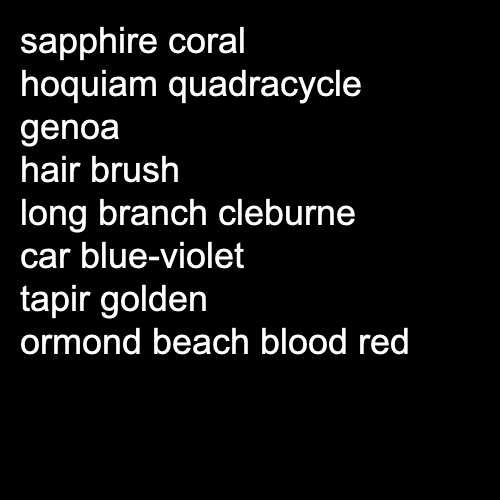 sapphire coral
hoquiam quadracycle
genoa
hair brush
long branch cleburne
car blue-violet
tapir golden
ormond beach blood red